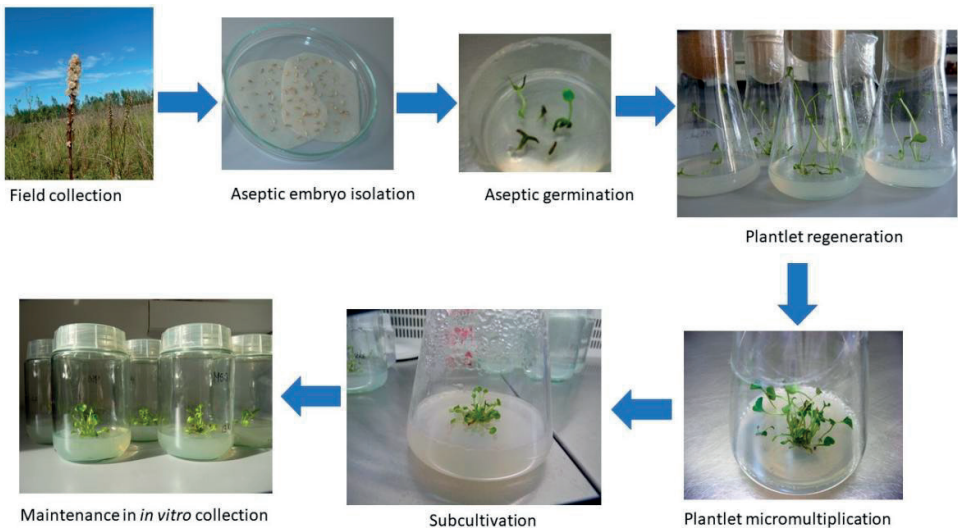 Field collection
Aseptic embryo isolation
Aseptic germination
Plantlet regeneration
Maintenance in in vitro collection
Subcultivation
Plantlet micromultiplication